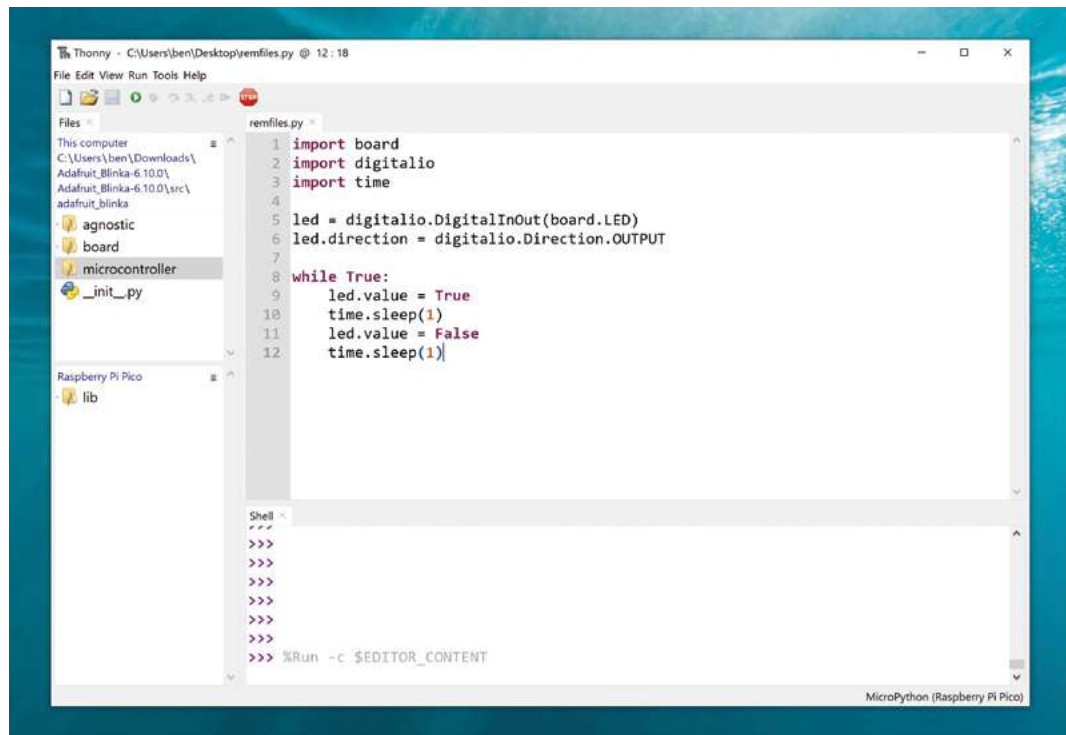 Thonny - C:\Users\ben\Desktop\remfiles.py @ 12:18
File Edit View Run Tools Help
STOP
Files
This computer
C:\Users\ben\Downloads\
Adafruit_Blinka-6.10.0\
Adafruit_Blinka-6.10.0\src\
adafruit_blinka
agnostic
board
microcontroller
__init__.py
Raspberry Pi Pico
lib
remfiles.py
1 import board
2 import digitalio
3 import time
4
5 led = digitalio.DigitalInOut(board.LED)
6 led.direction = digitalio.Direction.OUTPUT
7
8 while True:
9     led.value = True
10     time.sleep(1)
11     led.value = False
12     time.sleep(1)
Shell
>>>
>>>
>>>
>>>
>>>
>>>
>>> %Run -c $EDITOR_CONTENT
MicroPython (Raspberry Pi Pico)